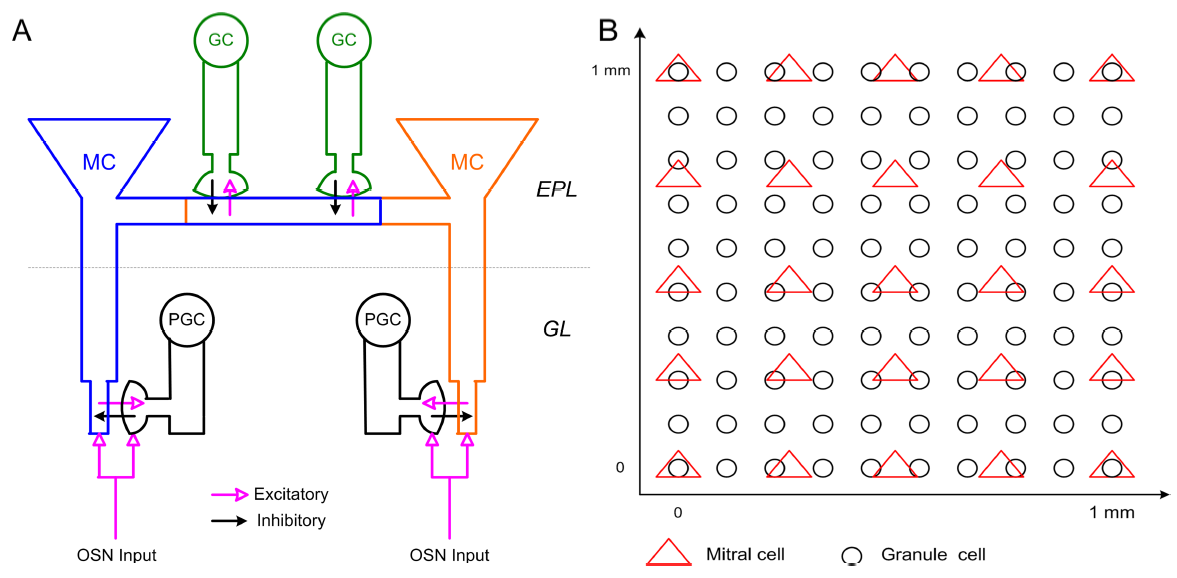 A
GC
GC
MC
MC
EPL
PGC
PGC
GL
Excitatory
Inhibitory
OSN Input
OSN Input
B
1 mm
0
0
1 mm
Mitral cell
Granule cell